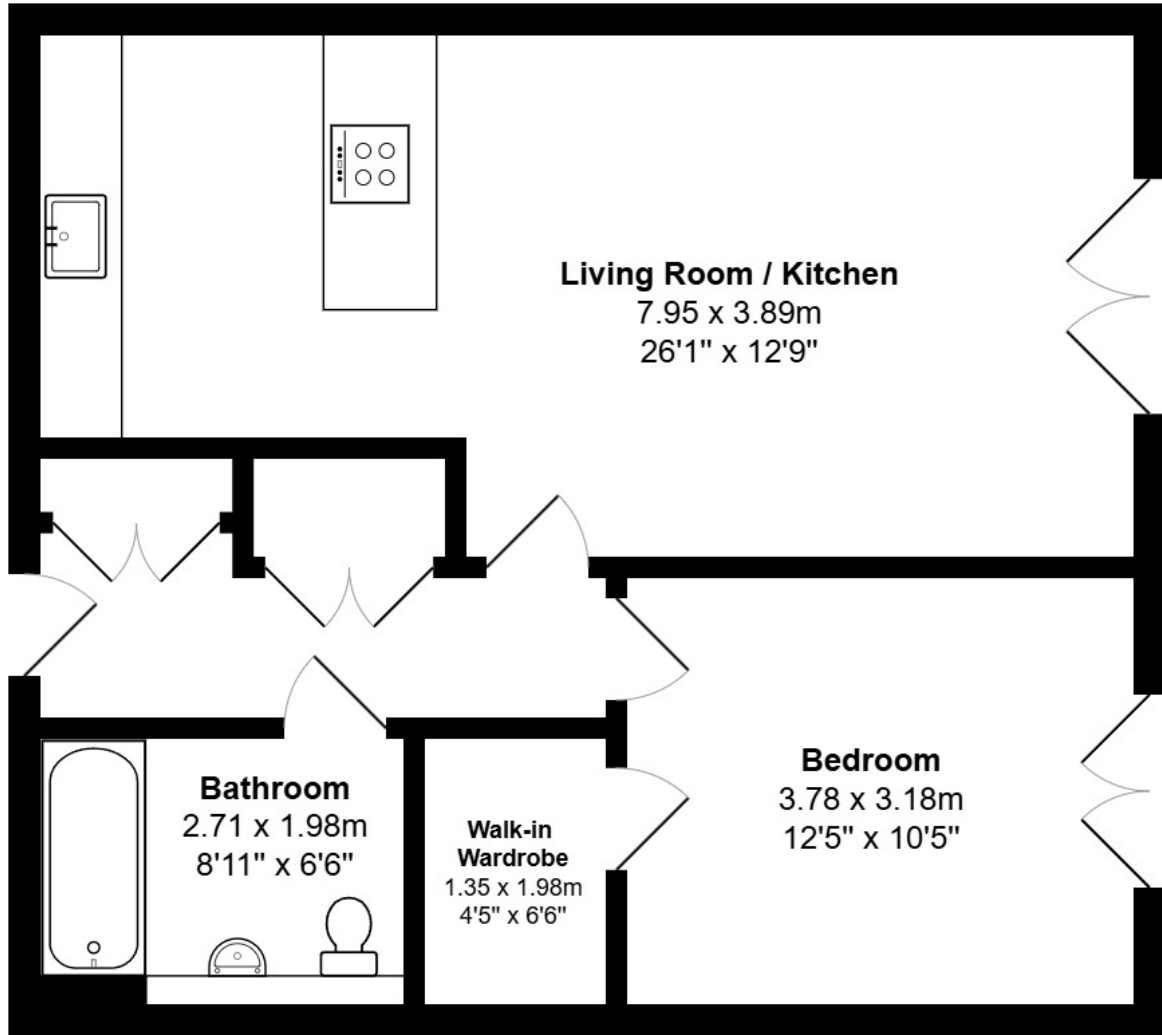 Living Room / Kitchen
7.95 x 3.89m
26'1" x 12'9"
Bathroom
2.71 x 1.98m
8'11" x 6'6"
Walk-in
Wardrobe
1.35 x 1.98m
4'5" x 6'6"
Bedroom
3.78 x 3.18m
12'5" x 10'5"